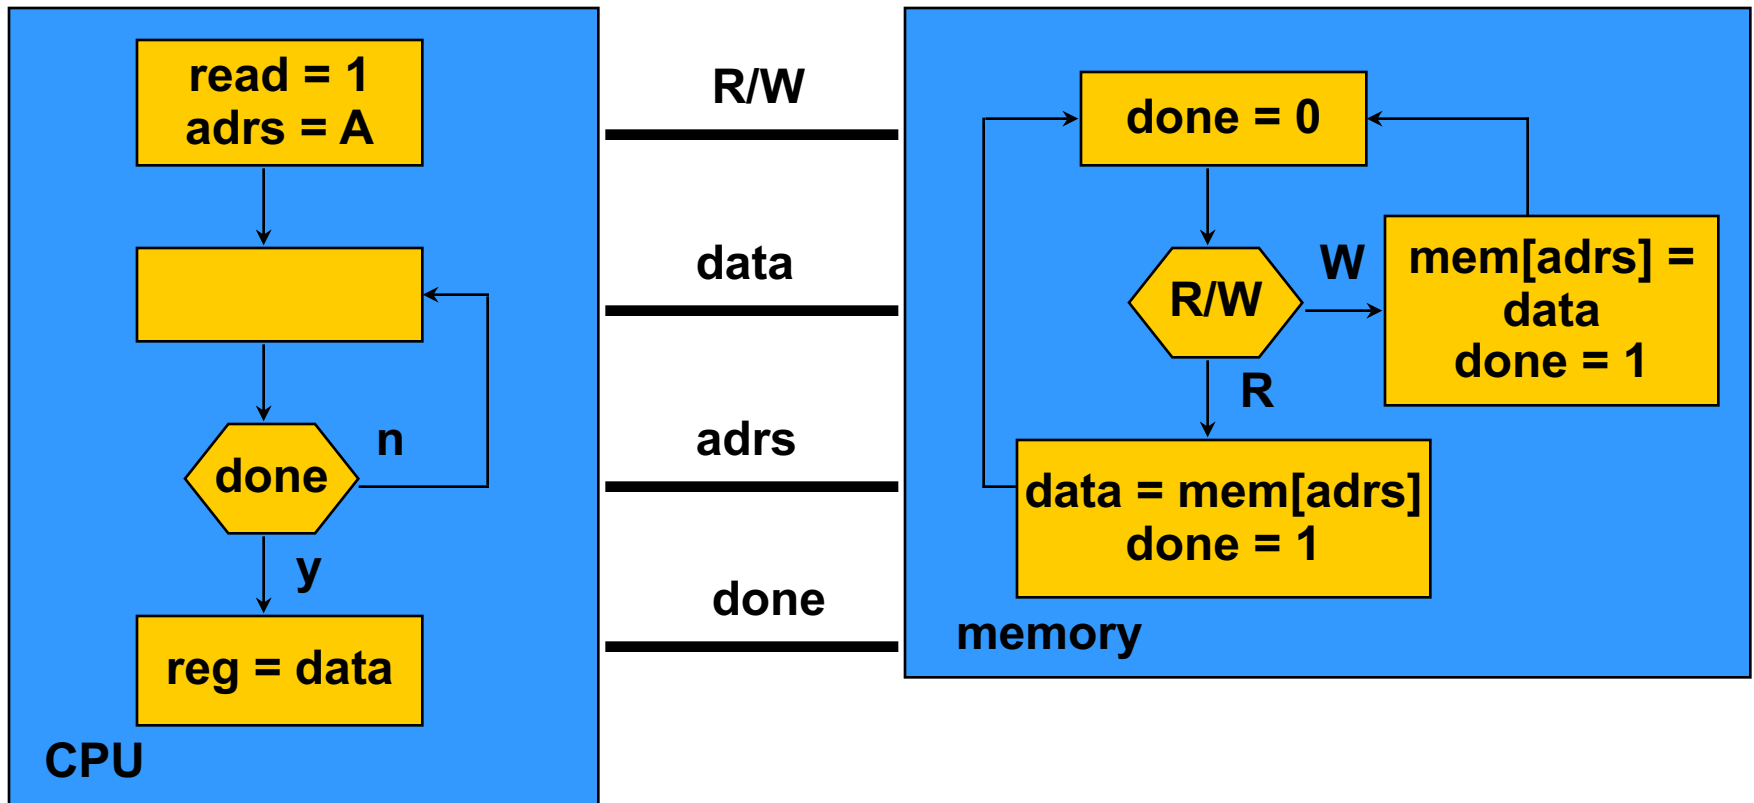 read = 1
adrs = A
done
n
y
reg = data
CPU
R/W
data
adrs
done
done = 0
R/W
W
mem[adrs] =
data
done = 1
R
data = mem[adrs]
done = 1
memory